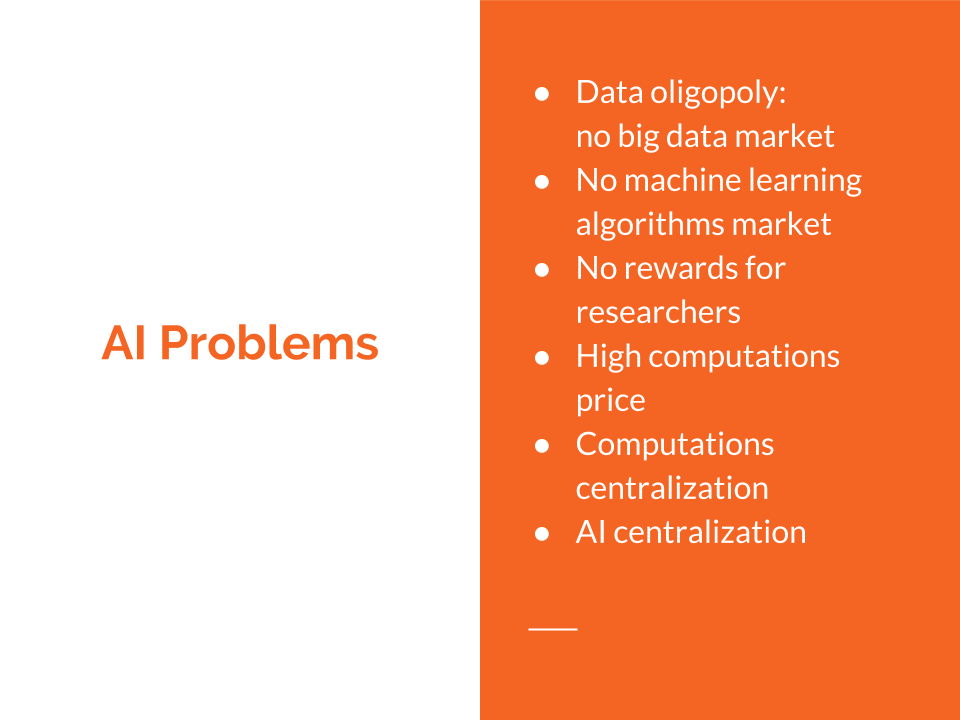 AI Problems
● Data oligopoly:
no big data market
● No machine learning
algorithms market
● No rewards for
researchers
● High computations
price
● Computations
centralization
● AI centralization